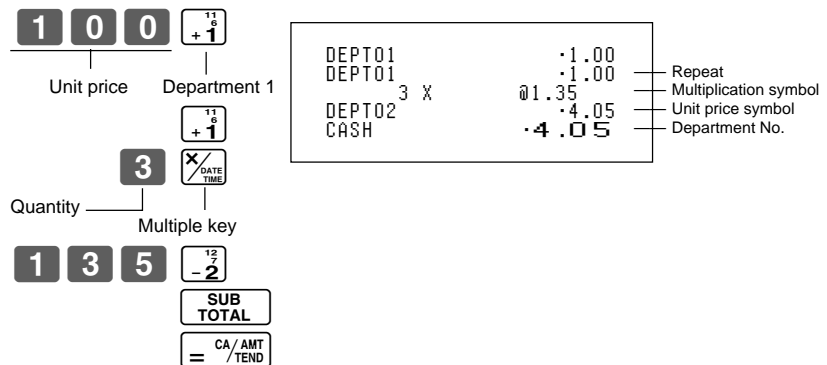 1 0 0 11 6 +1
Unit price Department 1
11 6 +1
3 ×/DATE TIME
Quantity
Multiple key
1 3 5 12 7 -2
SUB TOTAL
= CA/AMT TEND
DEPT01 ·1.00
DEPT01 ·1.00 Repeat
3 X @1.35 Multiplication symbol
DEPT02 ·4.05 Unit price symbol
CASH ·4.05 Department No.